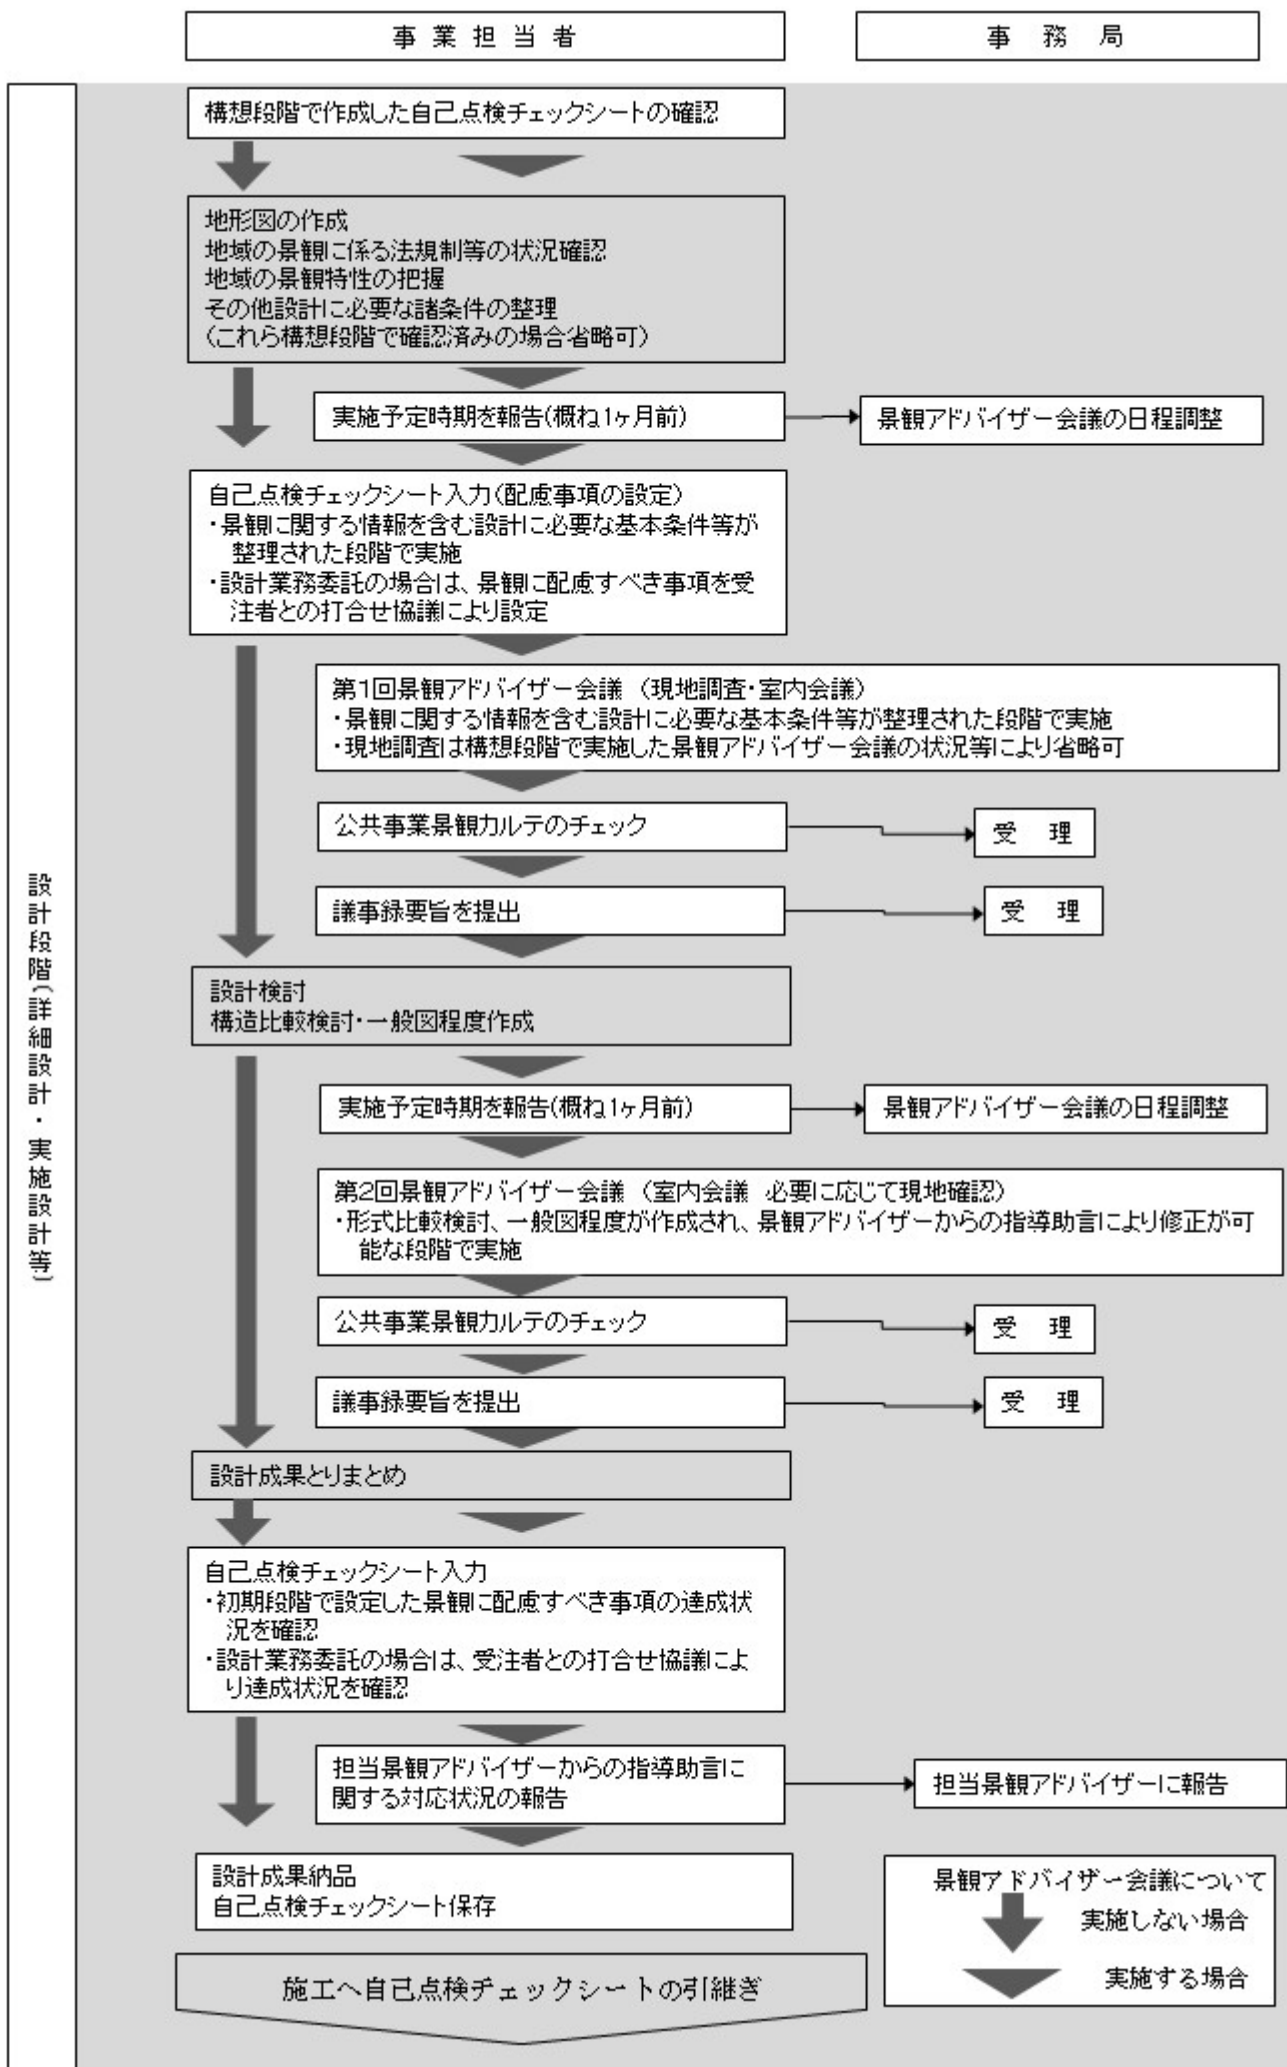 事業担当者
事務局
設計段階(詳細設計・実施設計等)
構想段階で作成した自己点検チェックシートの確認
地形図の作成
地域の景観に係る法規制等の状況確認
地域の景観特性の把握
その他設計に必要な諸条件の整理
(これら構想段階で確認済みの場合省略可)
実施予定時期を報告(概ね1ヶ月前)
景観アドバイザー会議の日程調整
自己点検チェックシート入力(配慮事項の設定)
・景観に関する情報を含む設計に必要な基本条件等が
整理された段階で実施
・設計業務委託の場合は、景観に配慮すべき事項を受
注者との打合せ協議により設定
第1回景観アドバイザー会議 (現地調査・室内会議)
・景観に関する情報を含む設計に必要な基本条件等が整理された段階で実施
・現地調査は構想段階で実施した景観アドバイザー会議の状況等により省略可
公共事業景観カルテのチェック
受 理
議事録要旨を提出
受 理
設計検討
構造比較検討・一般図程度作成
実施予定時期を報告(概ね1ヶ月前)
景観アドバイザー会議の日程調整
第2回景観アドバイザー会議 (室内会議 必要に応じて現地確認)
・形式比較検討、一般図程度が作成され、景観アドバイザーからの指導助言により修正が可
能な段階で実施
公共事業景観カルテのチェック
受 理
議事録要旨を提出
受 理
設計成果とりまとめ
自己点検チェックシート入力
・初期段階で設定した景観に配慮すべき事項の達成状
況を確認
・設計業務委託の場合は、受注者との打合せ協議によ
り達成状況を確認
担当景観アドバイザーからの指導助言に
関する対応状況の報告
担当景観アドバイザーに報告
設計成果納品
自己点検チェックシート保存
景観アドバイザー会議について
実施しない場合
実施する場合
施工へ自己点検チェックシートの引継ぎ